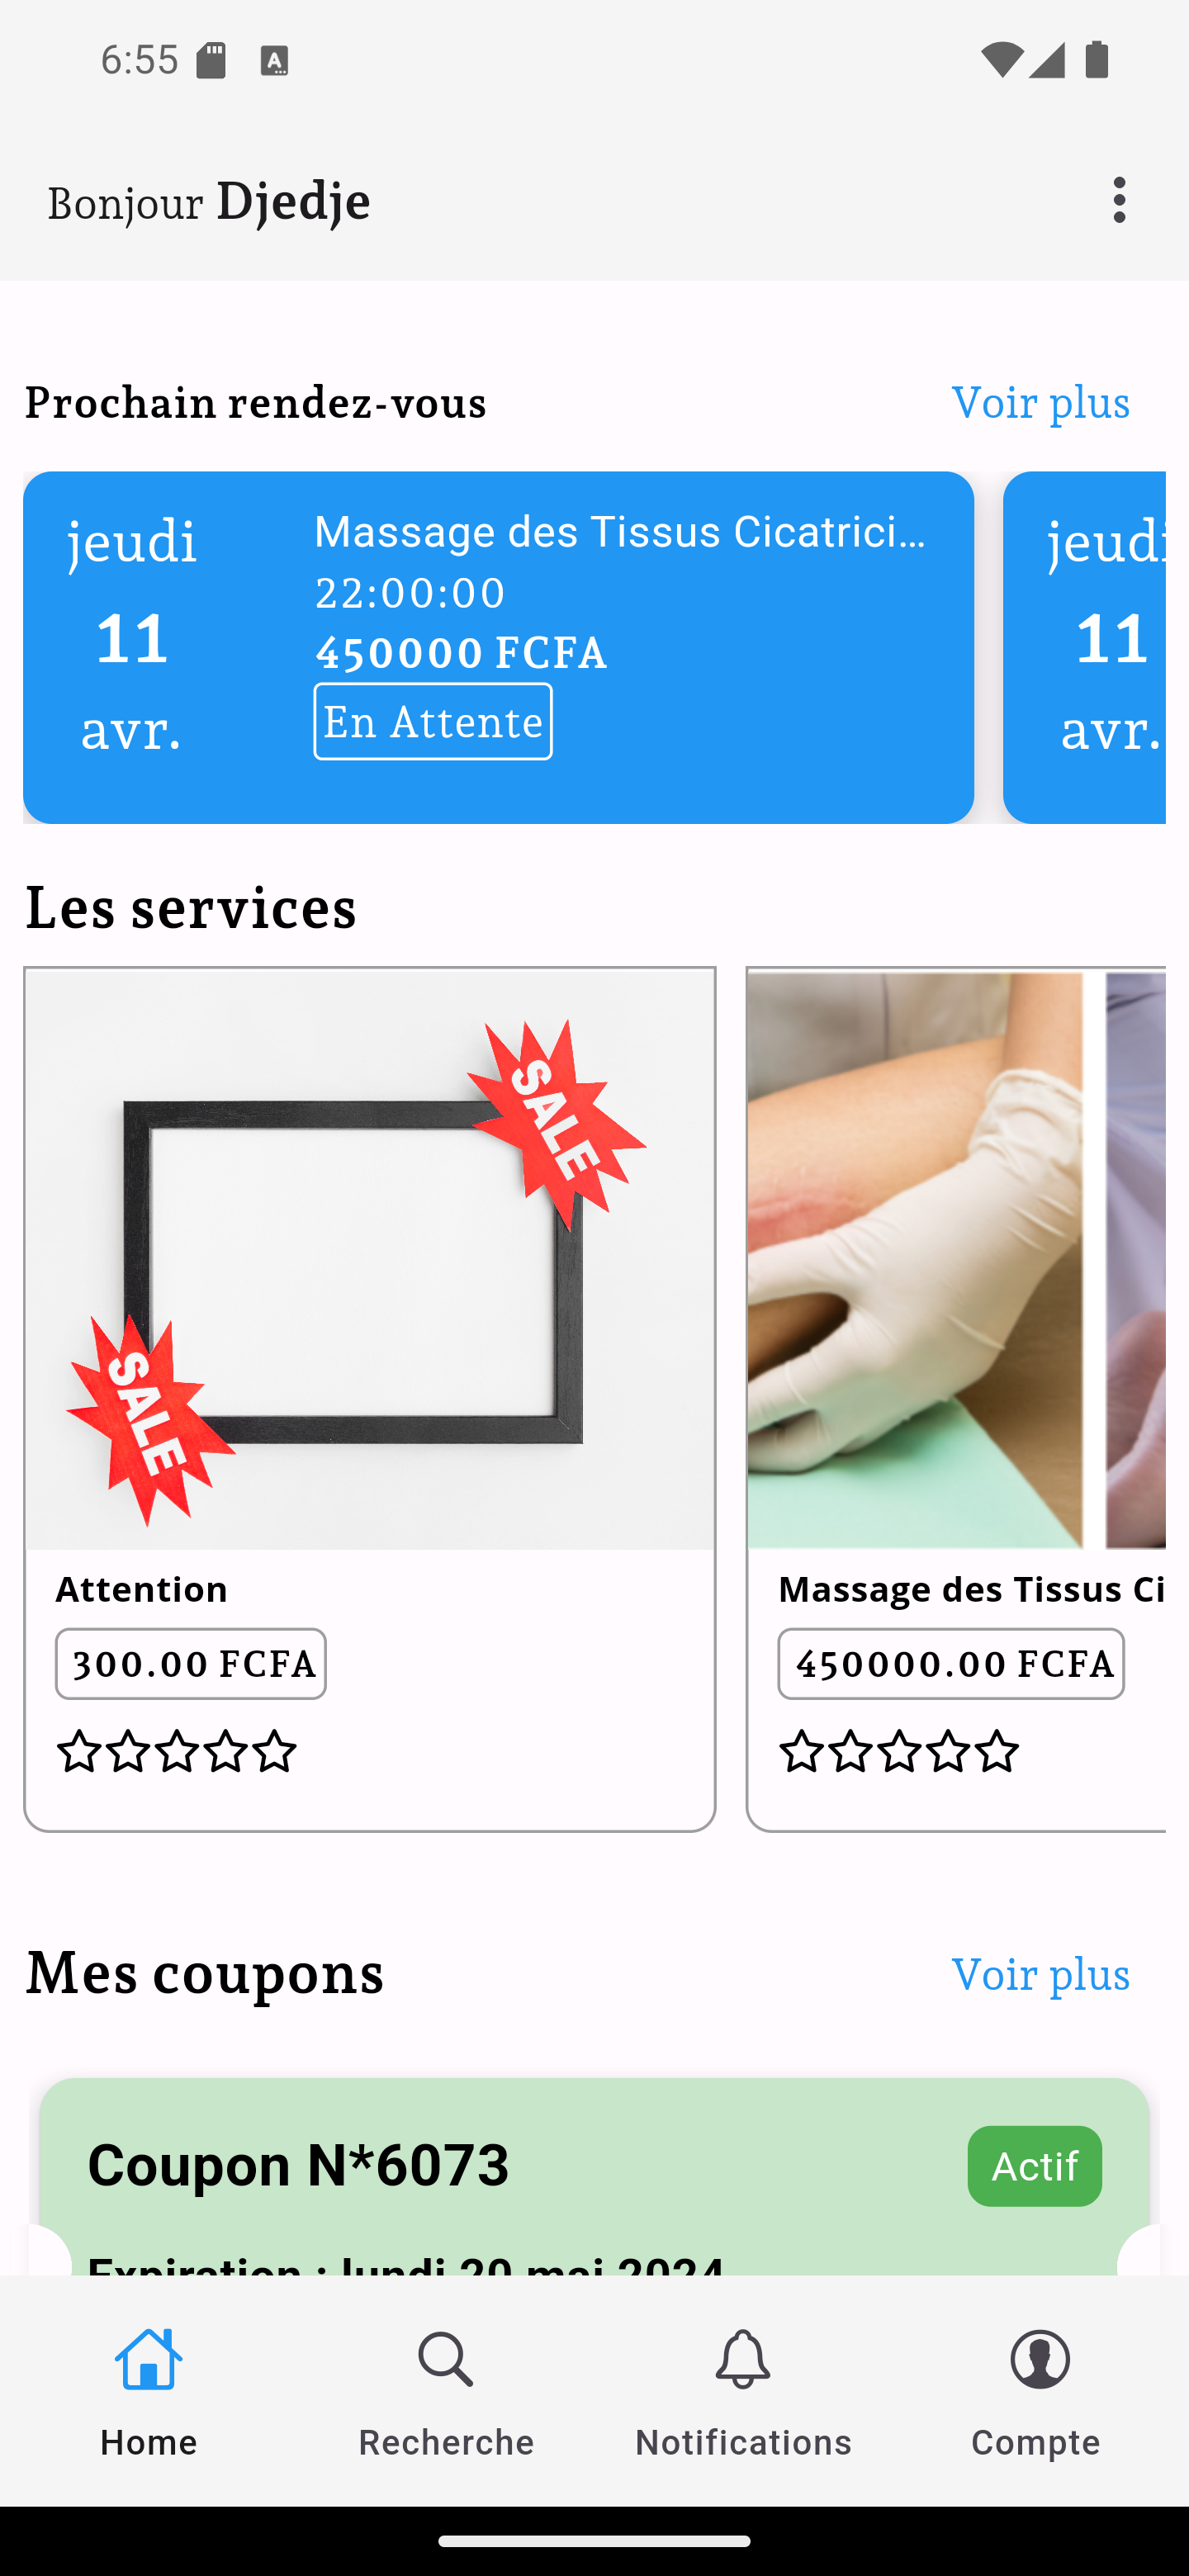 6:55
Bonjour Djedje
Prochain rendez-vous
Voir plus
jeudi
11
avr.
Massage des Tissus Cicatrici...
22:00:00
450000 FCFA
En Attente
jeudi
11
avr.
Les services
SALE
SALE
Attention
300.00 FCFA
Massage des Tissus Ci
450000.00 FCFA
Mes coupons
Voir plus
Coupon N*6073
Actif
Expiration : lundi 20 mai 2024
Home
Recherche
Notifications
Compte